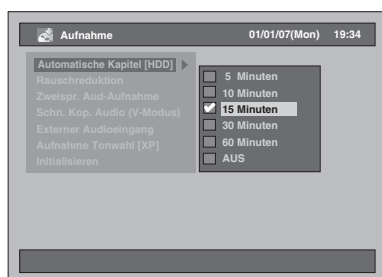 Aufnahme 01/01/07(Mon) 19:34
Automatische Kapitel [HDD]
Rauschreduktion
Zweispr. Aud-Aufnahme
Schn. Kop. Audio (V-Modus)
Externer Audioeingang
Aufnahme Tonwahl [XP]
Initialisieren
5 Minuten
10 Minuten
15 Minuten
30 Minuten
60 Minuten
AUS